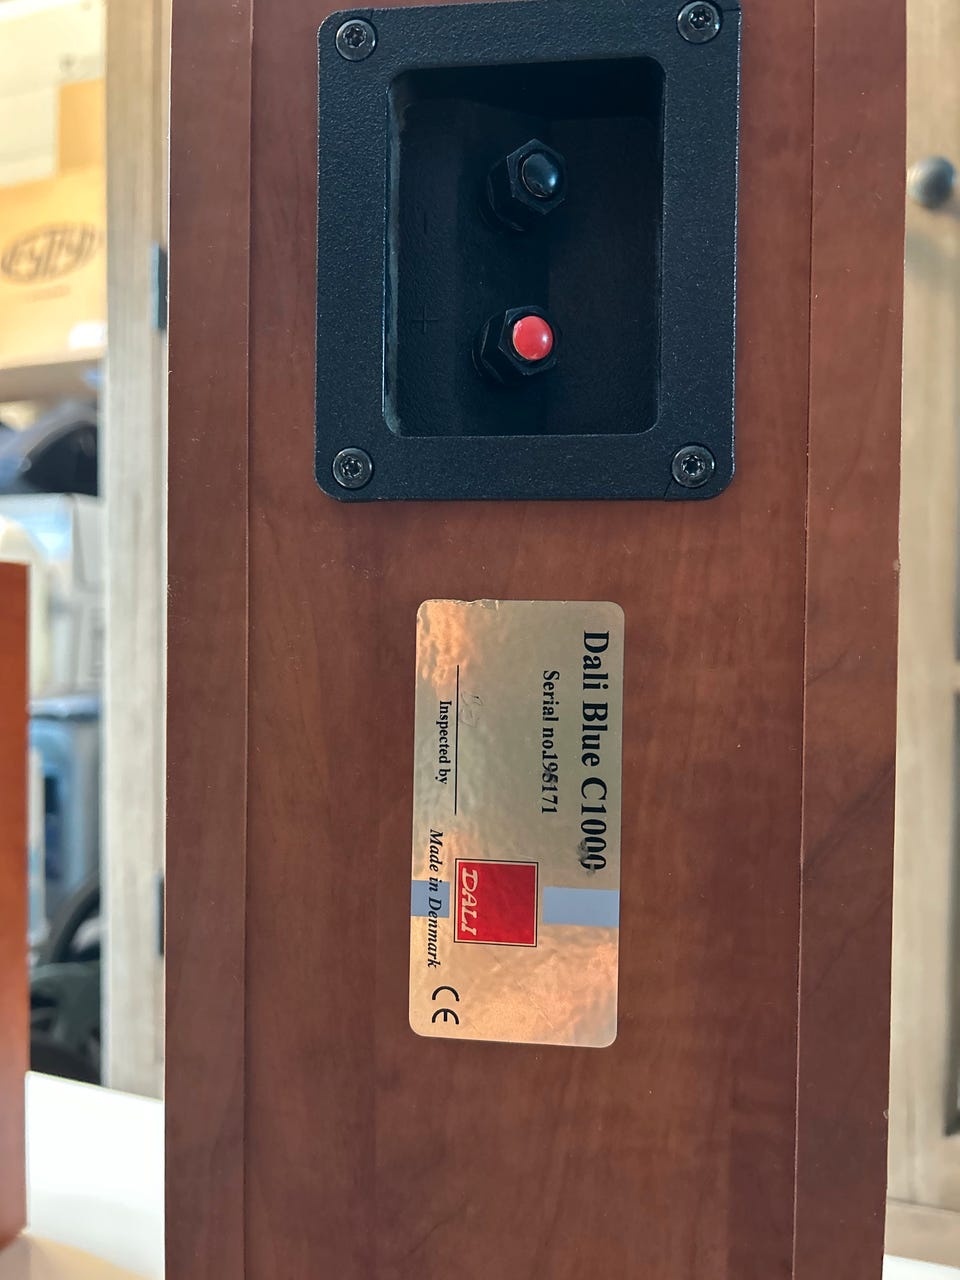 Dali Blue C1000
Serial no.195171
Inspected by
DALI
Made in Denmark CE
- +